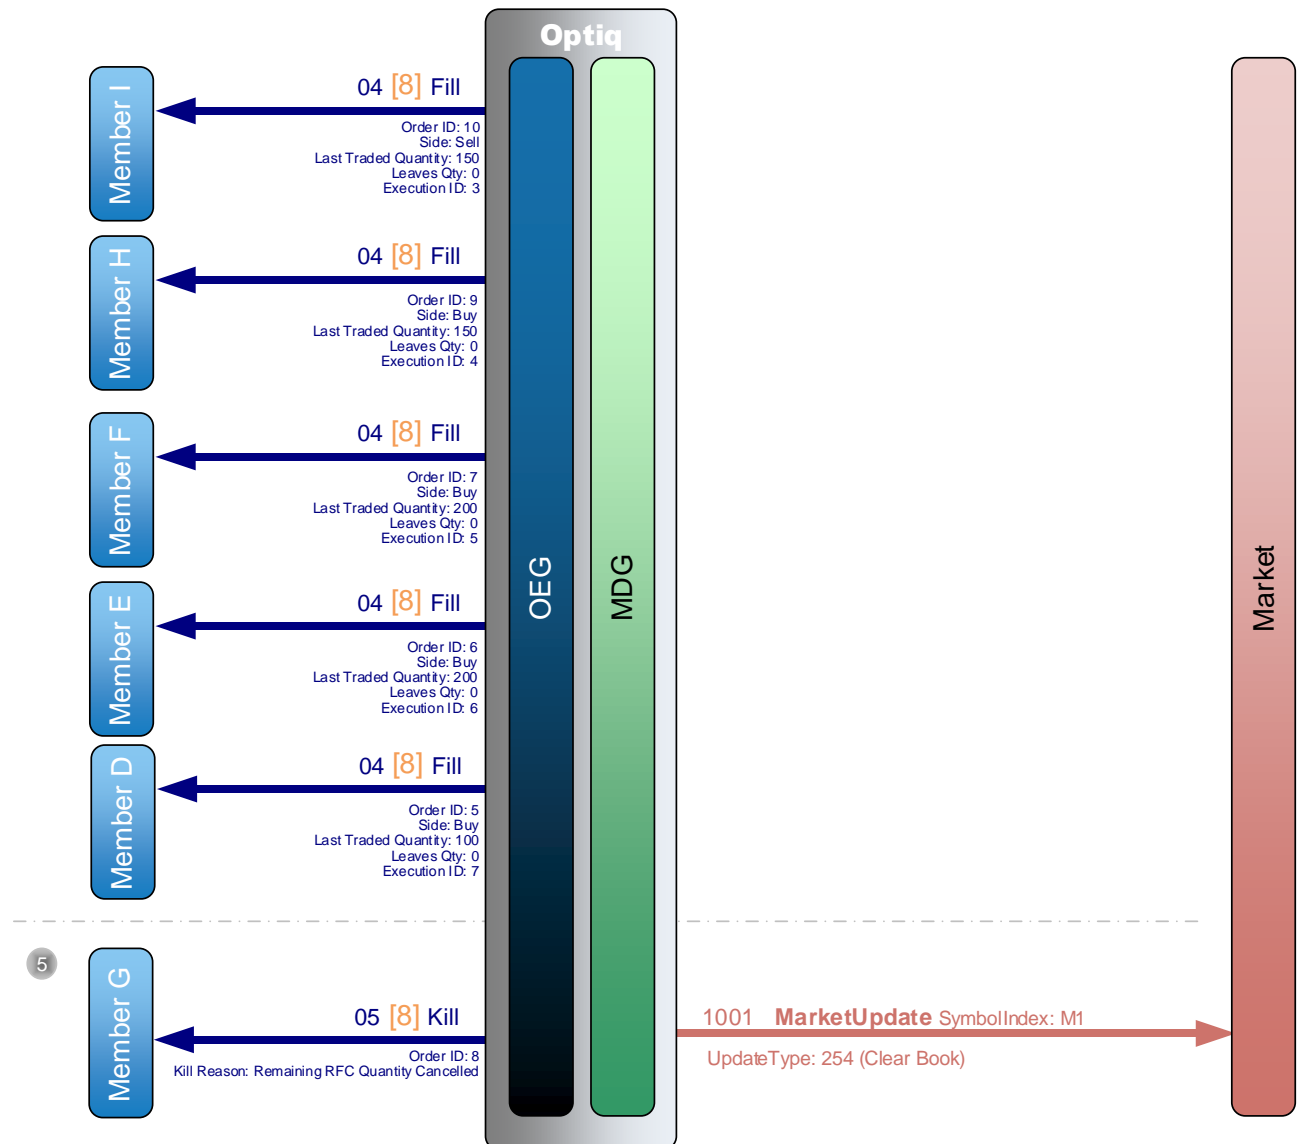 Optiq
Member I
04 [8] Fill
Order ID: 10
Side: Sell
Last Traded Quantity: 150
Leaves Qty: 0
Execution ID: 3
Member H
04 [8] Fill
Order ID: 9
Side: Buy
Last Traded Quantity: 150
Leaves Qty: 0
Execution ID: 4
Member F
04 [8] Fill
Order ID: 7
Side: Buy
Last Traded Quantity: 200
Leaves Qty: 0
Execution ID: 5
OEG
MDG
Market
Member E
04 [8] Fill
Order ID: 6
Side: Buy
Last Traded Quantity: 200
Leaves Qty: 0
Execution ID: 6
Member D
04 [8] Fill
Order ID: 5
Side: Buy
Last Traded Quantity: 100
Leaves Qty: 0
Execution ID: 7
5
Member G
05 [8] Kill
Order ID: 8
Kill Reason: Remaining RFC Quantity Cancelled
1001 MarketUpdate SymbolIndex: M1
UpdateType: 254 (Clear Book)